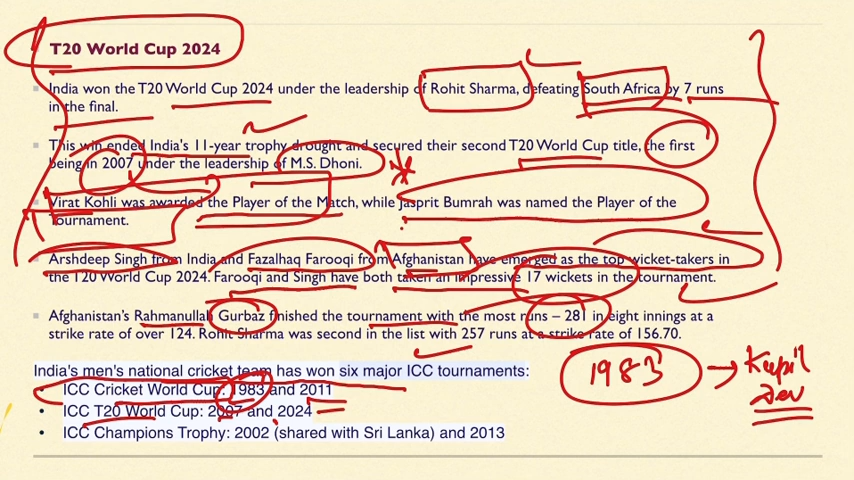 T20 World Cup 2024
India won the T20 World Cup 2024 under the leadership of Rohit Sharma, defeating South Africa by 7 runs
in the final.
This win ended India's 11-year trophy drought and secured their second T20 World Cup title, the first
being in 2007 under the leadership of M.S. Dhoni.
Virat Kohli was awarded the Player of the Match, while Jasprit Bumrah was named the Player of the
Tournament.
Arshdeep Singh from India and Fazalhaq Farooqi from Afghanistan have emerged as the top wicket-takers in
the T20 World Cup 2024. Farooqi and Singh have both taken an impressive 17 wickets in the tournament.
Afghanistan's Rahmanullah Gurbaz finished the tournament with the most runs – 281 in eight innings at a
strike rate of over 124. Rohit Sharma was second in the list with 257 runs at a strike rate of 156.70.
India's men's national cricket team has won six major ICC tournaments:
• ICC Cricket World Cup: 1983 and 2011
• ICC T20 World Cup: 2007 and 2024
• ICC Champions Trophy: 2002 (shared with Sri Lanka) and 2013
1983 → Kapil
Dev